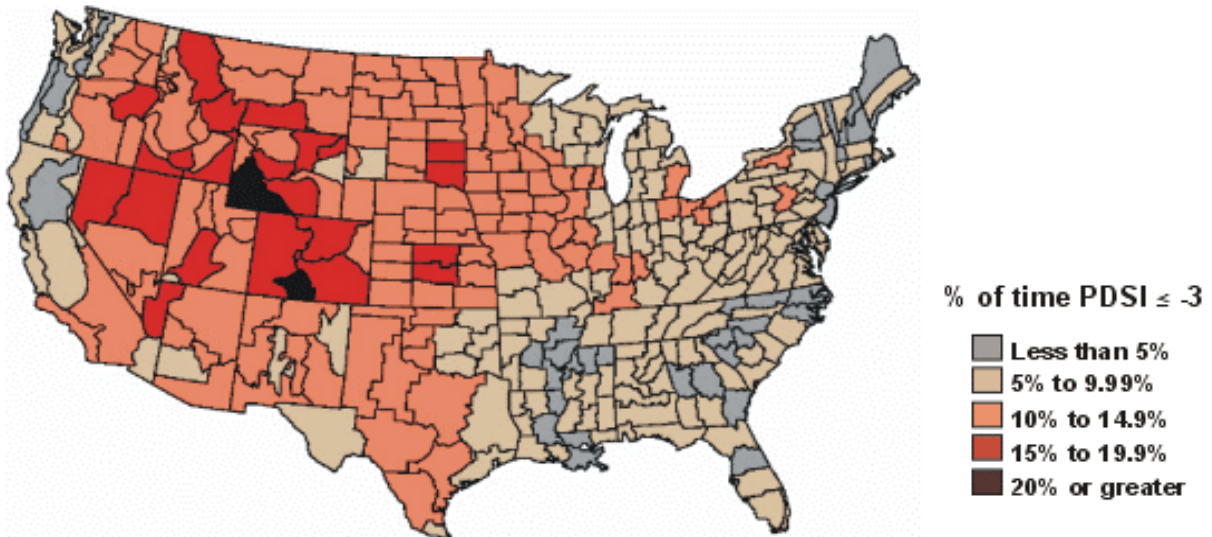 % of time PDSI ≤ -3
Less than 5%
5% to 9.99%
10% to 14.9%
15% to 19.9%
20% or greater